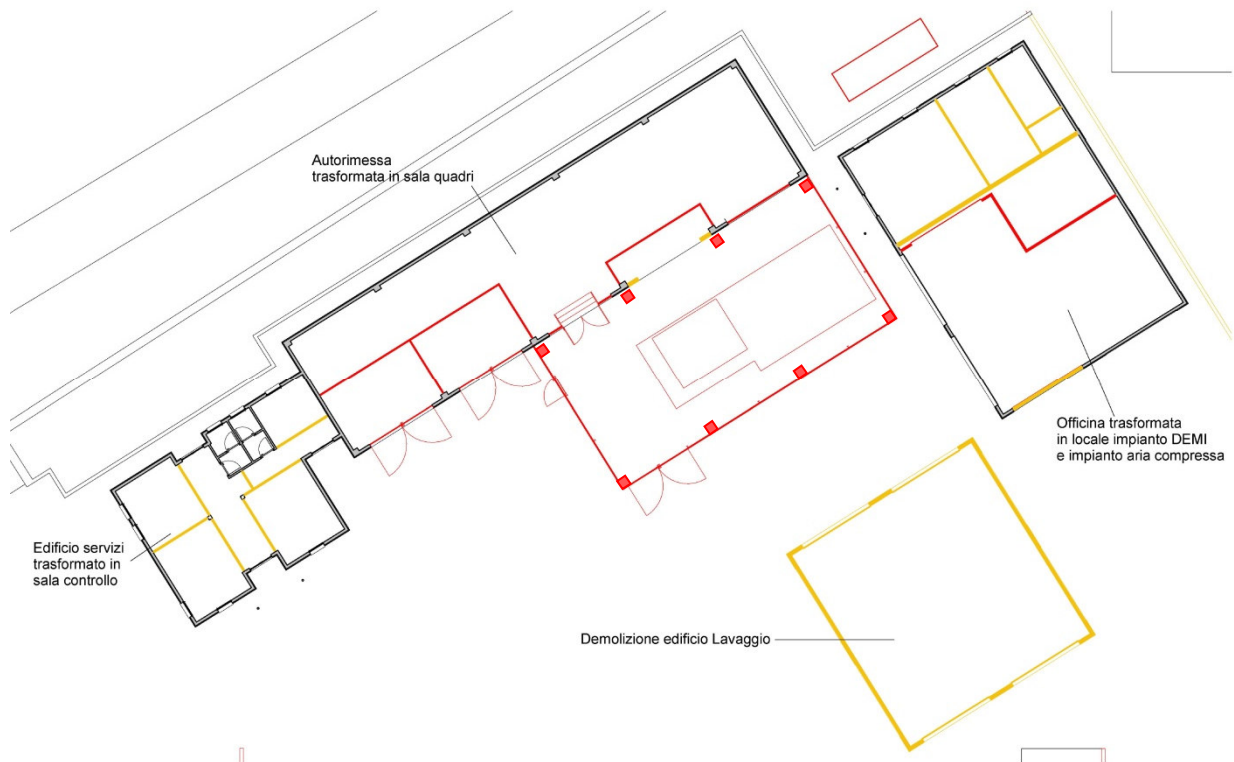 Autorimessa
trasformata in sala quadri
Officina trasformata
in locale impianto DEMI
e impianto aria compressa
Edificio servizi
trasformato in
sala controllo
Demolizione edificio Lavaggio